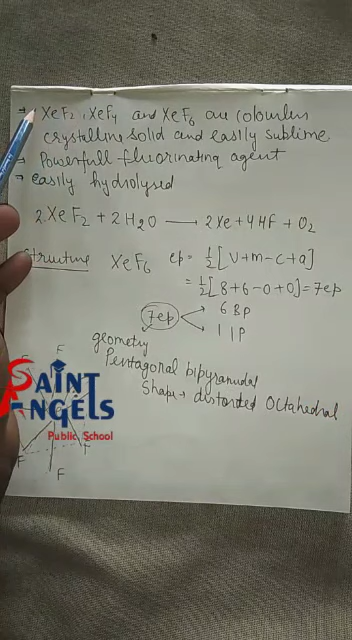 → XeF2, XeF4 and XeF6 are colourless
crystalline solid and easily sublime
→ Powerfull fluorinating agent
→ easily hydrolysed
2XeF2 + 2H2O → 2Xe + 4HF + O2
Structure XeF6 ep = 1/2[V+m-c+a]
= 1/2[8+6-0+0] = 7ep
7ep 6 BP
1 lP
geometry
Pentagonal bipyramidal
Shape → distorted Octahedral
F F
SAINT
ANGELS
Public School
F F
F